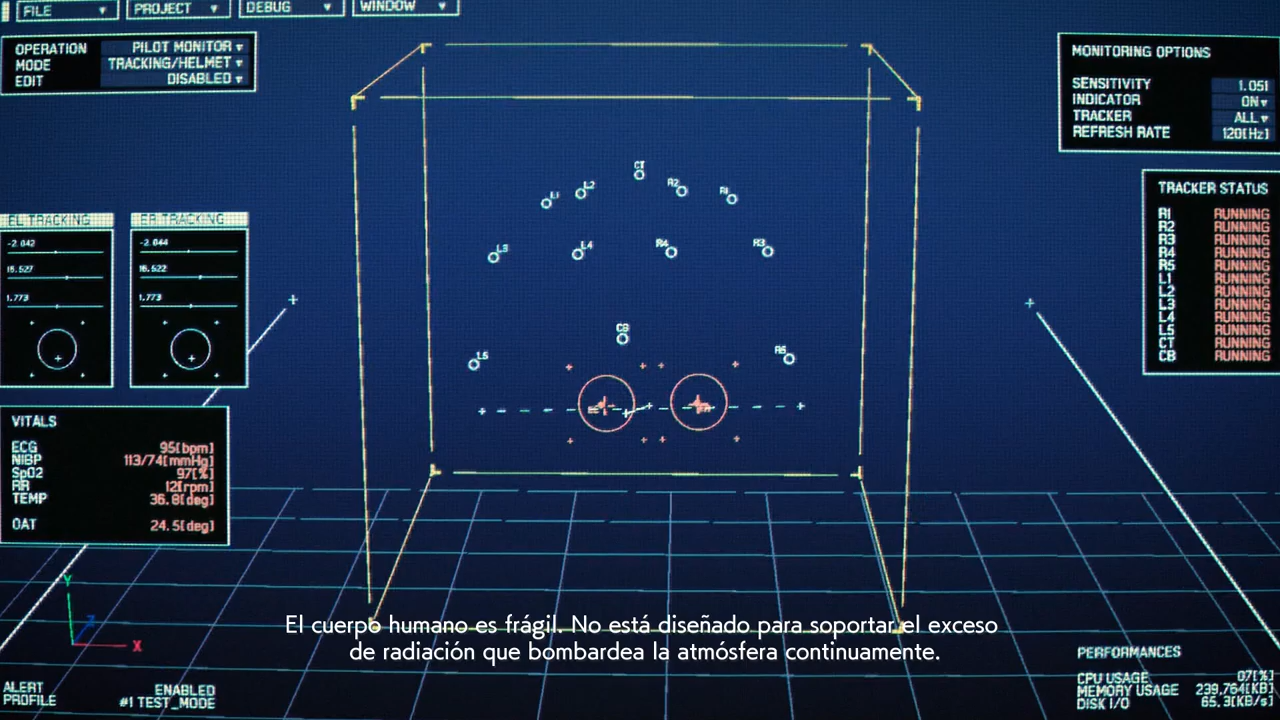 FILE
PROJECT
DEBUG
WINDOW
OPERATION PILOT MONITOR
MODE TRACKING/HELMET
EDIT DISABLED
MONITORING OPTIONS
SENSITIVITY 1.051
INDICATOR ON
TRACKER ALL
REFRESH RATE 120[Hz]
TRACKER STATUS
R1 RUNNING
R2 RUNNING
R3 RUNNING
R4 RUNNING
R5 RUNNING
L1 RUNNING
L2 RUNNING
L3 RUNNING
L4 RUNNING
L5 RUNNING
CT RUNNING
CB RUNNING
EL TRACKING
-2.042
16.527
1.773
ER TRACKING
-2.044
16.522
1.773
CT
L1
L2
R2
R1
L3
L4
R4
R3
CB
L5
R5
VITALS
ECG 95[bpm]
NIBP 113/74[mmHg]
SpO2 97[%]
RR 12[rpm]
TEMP 36.8[deg]
OAT 24.5[deg]
Y
Z
X
El cuerpo humano es frágil. No está diseñado para soportar el exceso
de radiación que bombardea la atmósfera continuamente.
ALERT ENABLED
PROFILE #1 TEST_MODE
PERFORMANCES
CPU USAGE 07[%]
MEMORY USAGE 239,764[KB]
DISK I/O 65.3[KB/s]